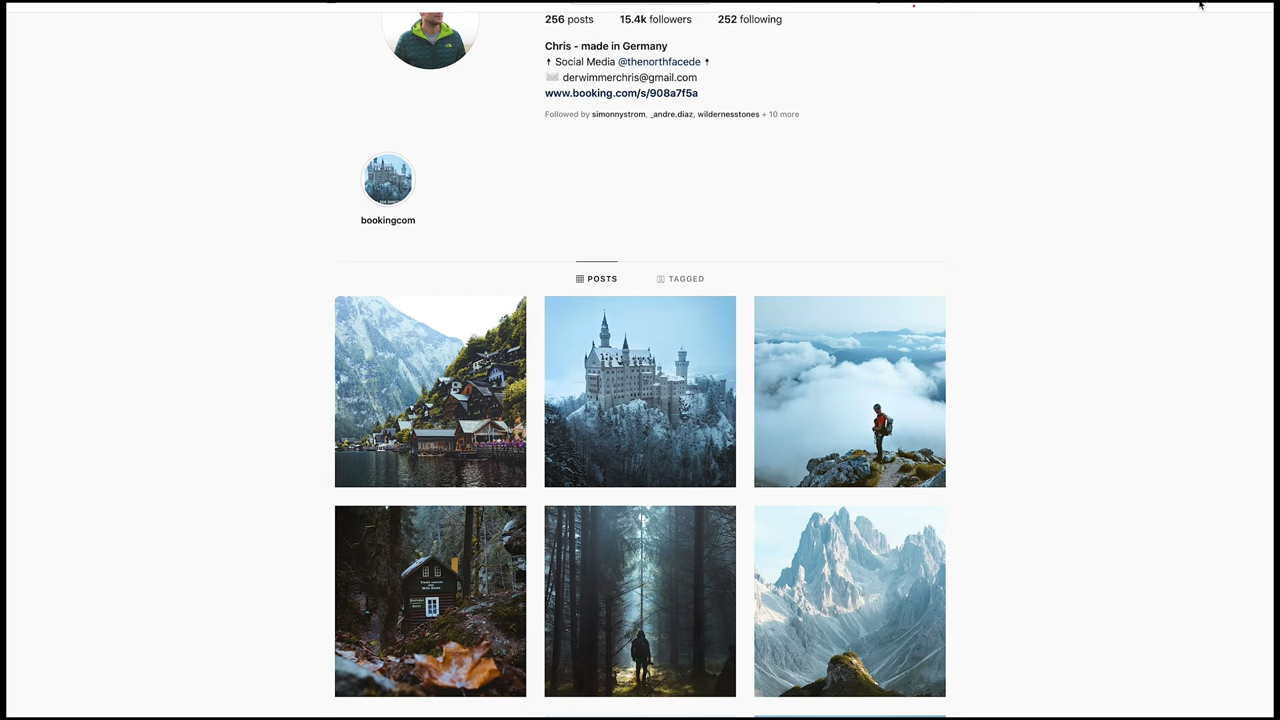 256 posts 15.4k followers 252 following
Chris - made in Germany
Social Media @thenorthfacede
derwimmerchris@gmail.com
www.booking.com/s/908a7f5a
Followed by simonnystrom, _andre.diaz, wildernesstones + 10 more
bookingcom
POSTS TAGGED